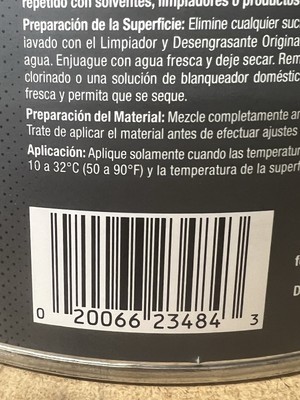 repetido con solventes, limpiadores o productos
Preparación de la Superficie: Elimine cualquier suc
lavado con el Limpiador y Desengrasante Origina
agua. Enjuague con agua fresca y deje secar. Rem
clorinado o una solución de blanqueador doméstic
fresca y permita que se seque.
Preparación del Material: Mezcle completamente an
Trate de aplicar el material antes de efectuar ajustes
Aplicación: Aplique solamente cuando las temperatur
10 a 32°C (50 a 90°F) y la temperatura de la superf
f
D
0 20066 23484 3